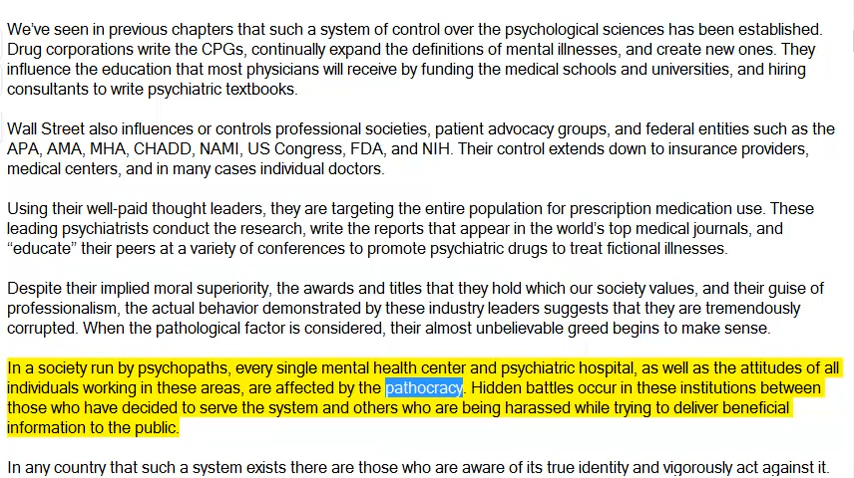 We’ve seen in previous chapters that such a system of control over the psychological sciences has been established.
Drug corporations write the CPGs, continually expand the definitions of mental illnesses, and create new ones. They
influence the education that most physicians will receive by funding the medical schools and universities, and hiring
consultants to write psychiatric textbooks.
Wall Street also influences or controls professional societies, patient advocacy groups, and federal entities such as the
APA, AMA, MHA, CHADD, NAMI, US Congress, FDA, and NIH. Their control extends down to insurance providers,
medical centers, and in many cases individual doctors.
Using their well-paid thought leaders, they are targeting the entire population for prescription medication use. These
leading psychiatrists conduct the research, write the reports that appear in the world’s top medical journals, and
“educate” their peers at a variety of conferences to promote psychiatric drugs to treat fictional illnesses.
Despite their implied moral superiority, the awards and titles that they hold which our society values, and their guise of
professionalism, the actual behavior demonstrated by these industry leaders suggests that they are tremendously
corrupted. When the pathological factor is considered, their almost unbelievable greed begins to make sense.
In a society run by psychopaths, every single mental health center and psychiatric hospital, as well as the attitudes of all
individuals working in these areas, are affected by the pathocracy. Hidden battles occur in these institutions between
those who have decided to serve the system and others who are being harassed while trying to deliver beneficial
information to the public.
In any country that such a system exists there are those who are aware of its true identity and vigorously act against it.